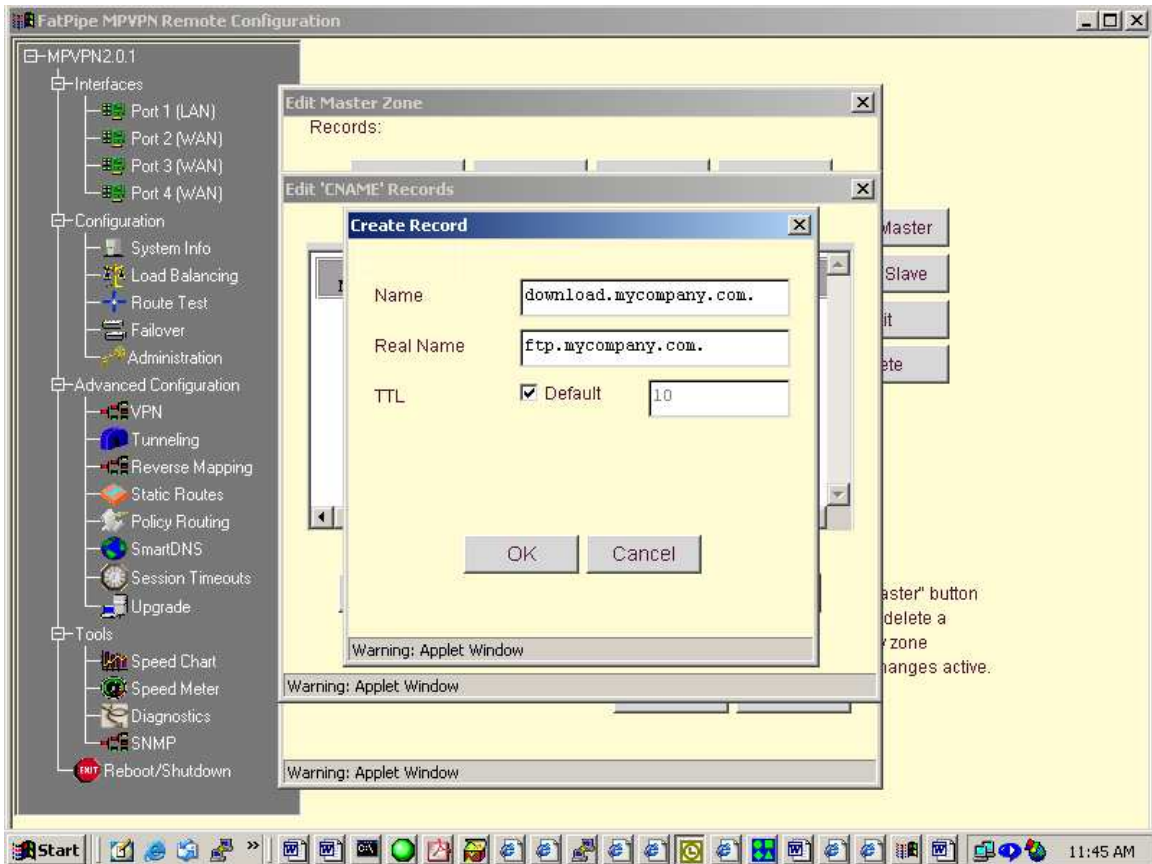 FatPipe MPVPN Remote Configuration
MPVPN2.0.1
Interfaces
Port 1 (LAN)
Port 2 (WAN)
Port 3 (WAN)
Port 4 (WAN)
Configuration
System Info
Load Balancing
Route Test
Failover
Administration
Advanced Configuration
VPN
Tunneling
Reverse Mapping
Static Routes
Policy Routing
SmartDNS
Session Timeouts
Upgrade
Tools
Speed Chart
Speed Meter
Diagnostics
SNMP
EXIT Reboot/Shutdown
Edit Master Zone
Records:
Edit 'CNAME' Records
Create Record
Name download.mycompany.com.
Real Name ftp.mycompany.com.
TTL Default 10
OK Cancel
Warning: Applet Window
Warning: Applet Window
Warning: Applet Window
Master
Slave
it
ete
aster" button
delete a
zone
hanges active.
Start
11:45 AM